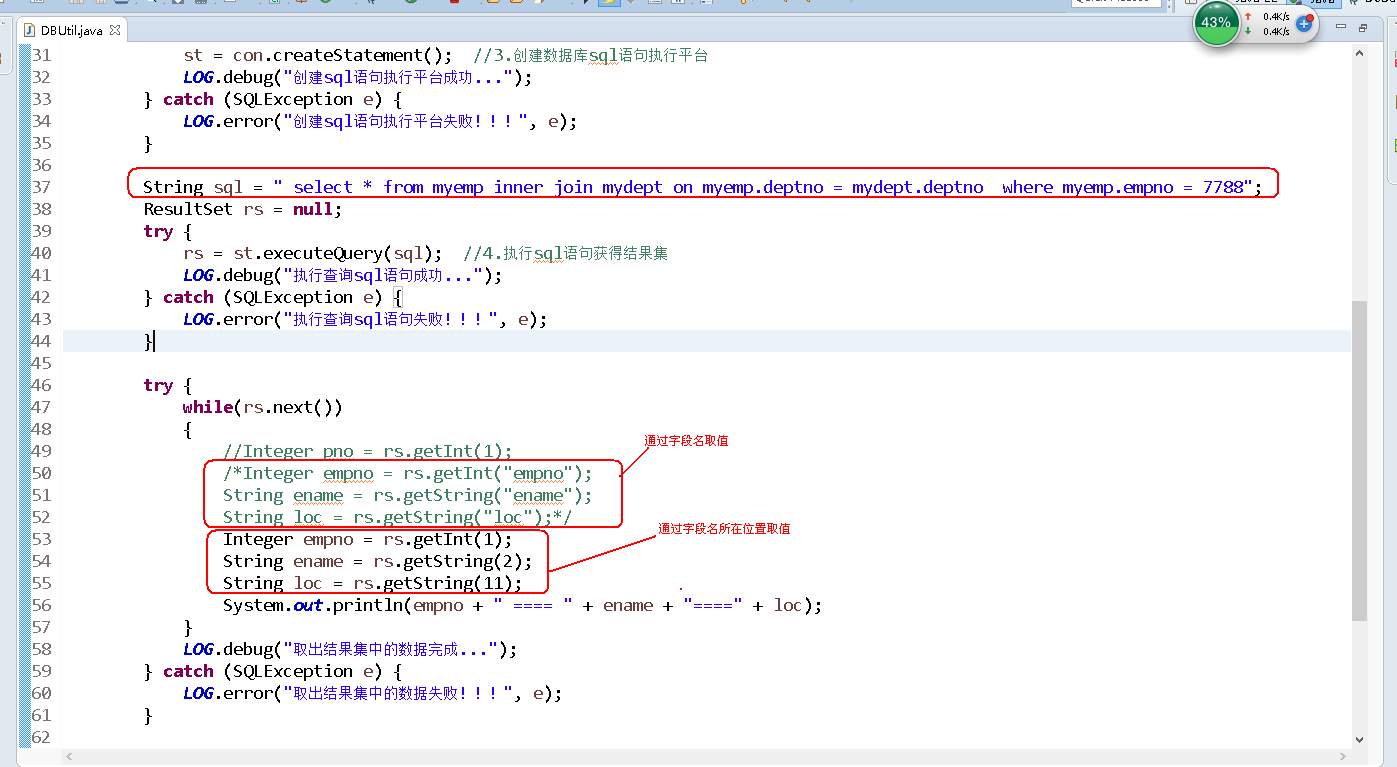 DBUtil.java
43%
0.4K/s
0.4K/s
31 st = con.createStatement();  //3.创建数据库sql语句执行平台
32 LOG.debug("创建sql语句执行平台成功...");
33 } catch (SQLException e) {
34 LOG.error("创建sql语句执行平台失败!!!", e);
35 }
36
37 String sql = " select * from myemp inner join mydept on myemp.deptno = mydept.deptno  where myemp.empno = 7788";
38 ResultSet rs = null;
39 try {
40 rs = st.executeQuery(sql);  //4.执行sql语句获得结果集
41 LOG.debug("执行查询sql语句成功...");
42 } catch (SQLException e) {
43 LOG.error("执行查询sql语句失败!!!", e);
44 }
45
46 try {
47 while(rs.next())
48 {
通过字段名取值
49 //Integer pno = rs.getInt(1);
50 /*Integer empno = rs.getInt("empno");
51 String ename = rs.getString("ename");
52 String loc = rs.getString("loc");*/
通过字段名所在位置取值
53 Integer empno = rs.getInt(1);
54 String ename = rs.getString(2);
55 String loc = rs.getString(11);
56 System.out.println(empno + " ==== " + ename + "====" + loc);
57 }
58 LOG.debug("取出结果集中的数据完成...");
59 } catch (SQLException e) {
60 LOG.error("取出结果集中的数据失败!!!", e);
61 }
62